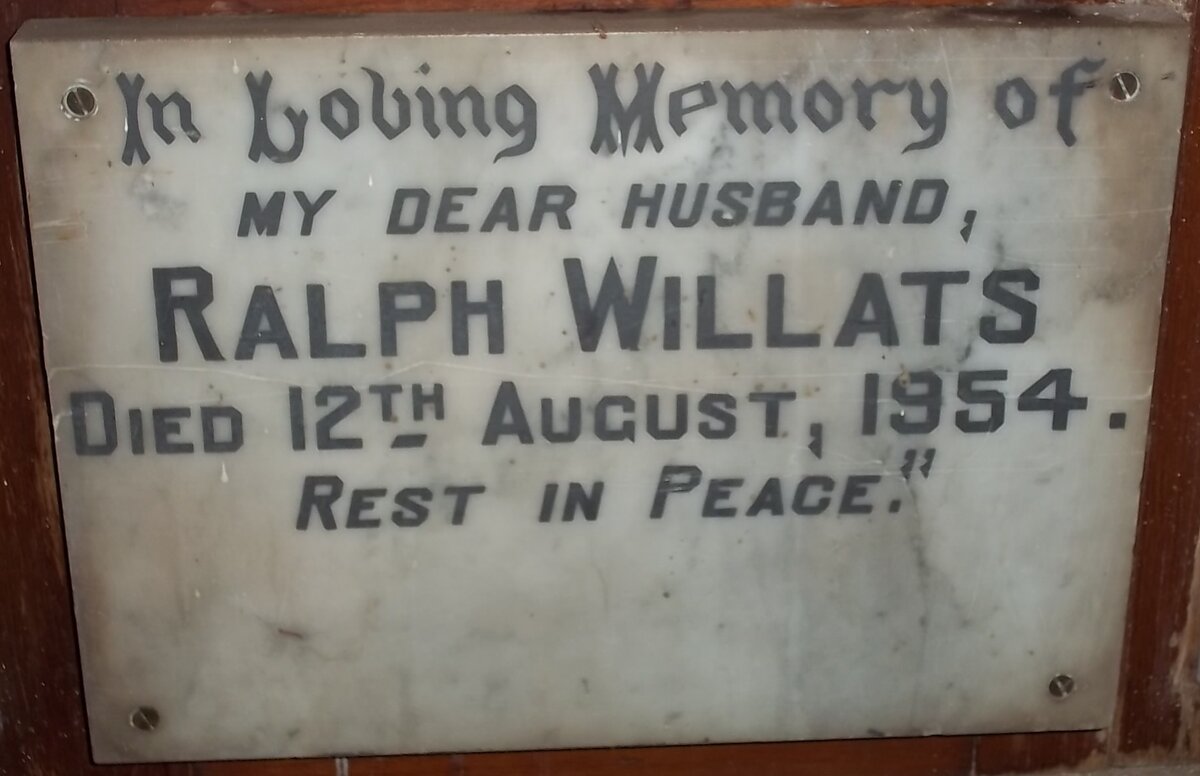 In Loving Memory of
MY DEAR HUSBAND,
RALPH WILLATS
DIED 12TH AUGUST, 1954.
REST IN PEACE."